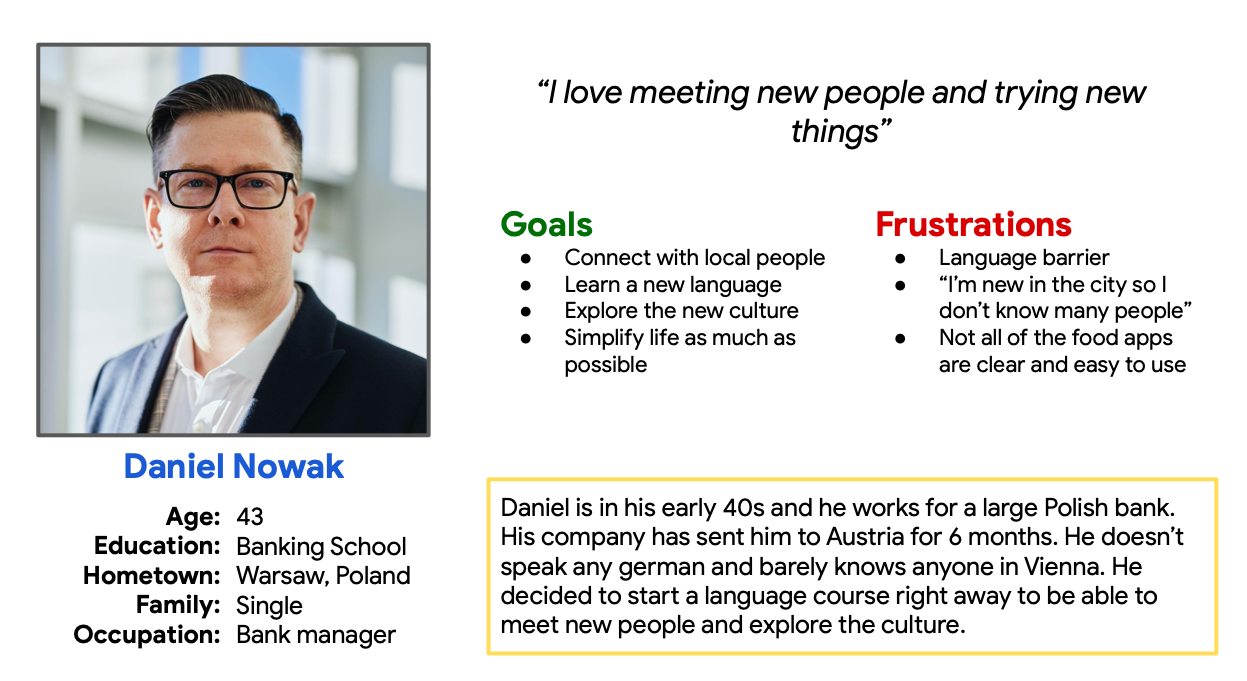 “I love meeting new people and trying new
things”
Goals
● Connect with local people
● Learn a new language
● Explore the new culture
● Simplify life as much as
possible
Frustrations
● Language barrier
● “I’m new in the city so I
don’t know many people”
● Not all of the food apps
are clear and easy to use
Daniel Nowak
Age: 43
Education: Banking School
Hometown: Warsaw, Poland
Family: Single
Occupation: Bank manager
Daniel is in his early 40s and he works for a large Polish bank.
His company has sent him to Austria for 6 months. He doesn’t
speak any german and barely knows anyone in Vienna. He
decided to start a language course right away to be able to
meet new people and explore the culture.